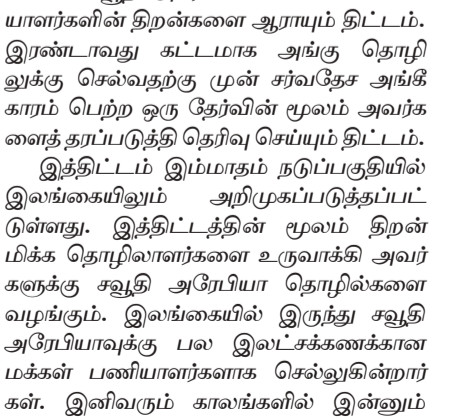 யாளர்களின் திறன்களை ஆராயும் திட்டம்.
இரண்டாவது கட்டமாக அங்கு தொழி
லுக்கு செல்வதற்கு முன் சர்வதேச அங்கீ
காரம் பெற்ற ஒரு தேர்வின் மூலம் அவர்க
ளைத் தரப்படுத்தி தெரிவு செய்யும் திட்டம்.
இத்திட்டம் இம்மாதம் நடுப்பகுதியில்
இலங்கையிலும் அறிமுகப்படுத்தப்பட்
டுள்ளது. இத்திட்டத்தின் மூலம் திறன்
மிக்க தொழிலாளர்களை உருவாக்கி அவர்
களுக்கு சவூதி அரேபியா தொழில்களை
வழங்கும். இலங்கையில் இருந்து சவூதி
அரேபியாவுக்கு பல இலட்சக்கணக்கான
மக்கள் பணியாளர்களாக செல்லுகின்றார்
கள். இனிவரும் காலங்களில் இன்னும்